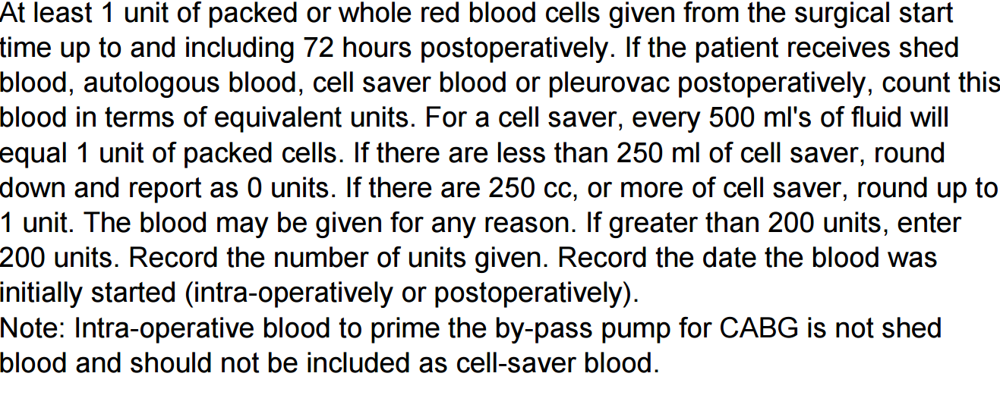 At least 1 unit of packed or whole red blood cells given from the surgical start
time up to and including 72 hours postoperatively. If the patient receives shed
blood, autologous blood, cell saver blood or pleurovac postoperatively, count this
blood in terms of equivalent units. For a cell saver, every 500 ml's of fluid will
equal 1 unit of packed cells. If there are less than 250 ml of cell saver, round
down and report as 0 units. If there are 250 cc, or more of cell saver, round up to
1 unit. The blood may be given for any reason. If greater than 200 units, enter
200 units. Record the number of units given. Record the date the blood was
initially started (intra-operatively or postoperatively).
Note: Intra-operative blood to prime the by-pass pump for CABG is not shed
blood and should not be included as cell-saver blood.